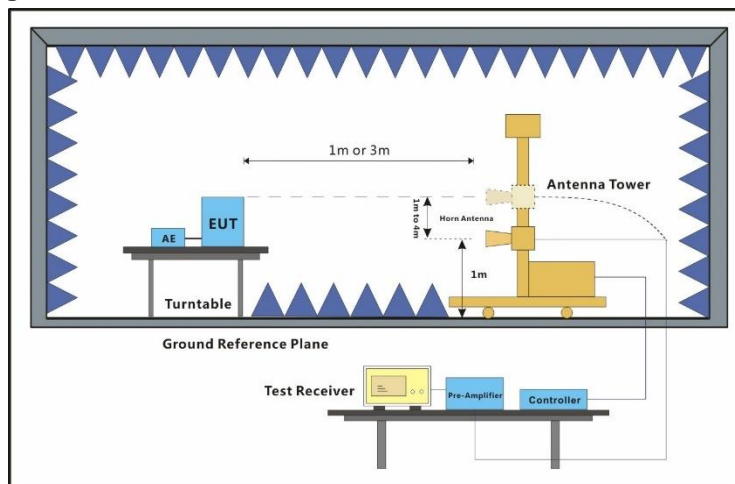 1m or 3m
Antenna Tower
1m to 4m
Horn Antenna
EUT
AE
1m
Turntable
Ground Reference Plane
Test Receiver
Pre-Amplifier
Controller